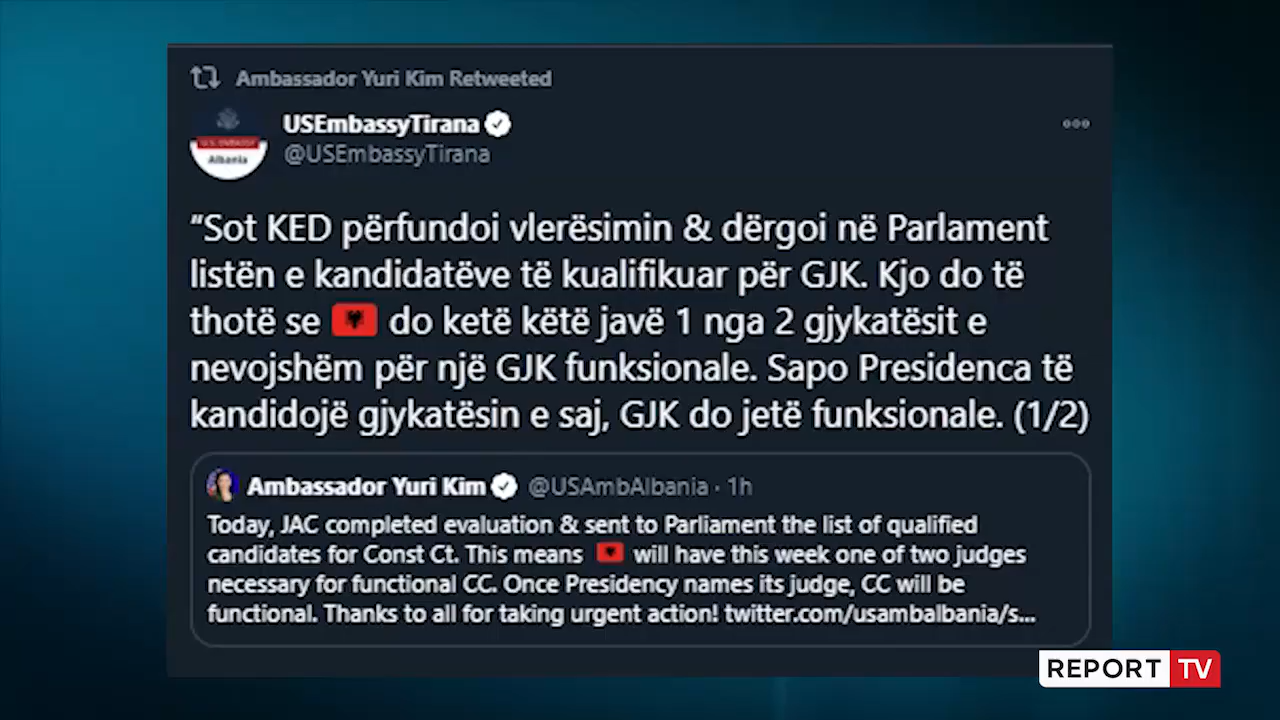 Ambassador Yuri Kim Retweeted
U.S. EMBASSY
Albania
USEmbassyTirana
@USEmbassyTirana
“Sot KED përfundoi vlerësimin & dërgoi në Parlament
listën e kandidatëve të kualifikuar për GJK. Kjo do të
thotë se 🇦🇱 do ketë këtë javë 1 nga 2 gjykatësit e
nevojshëm për një GJK funksionale. Sapo Presidenca të
kandidojë gjykatësin e saj, GJK do jetë funksionale. (1/2)
Ambassador Yuri Kim @USAmbAlbania · 1h
Today, JAC completed evaluation & sent to Parliament the list of qualified
candidates for Const Ct. This means 🇦🇱 will have this week one of two judges
necessary for functional CC. Once Presidency names its judge, CC will be
functional. Thanks to all for taking urgent action! twitter.com/usambalbania/s...
REPORT TV